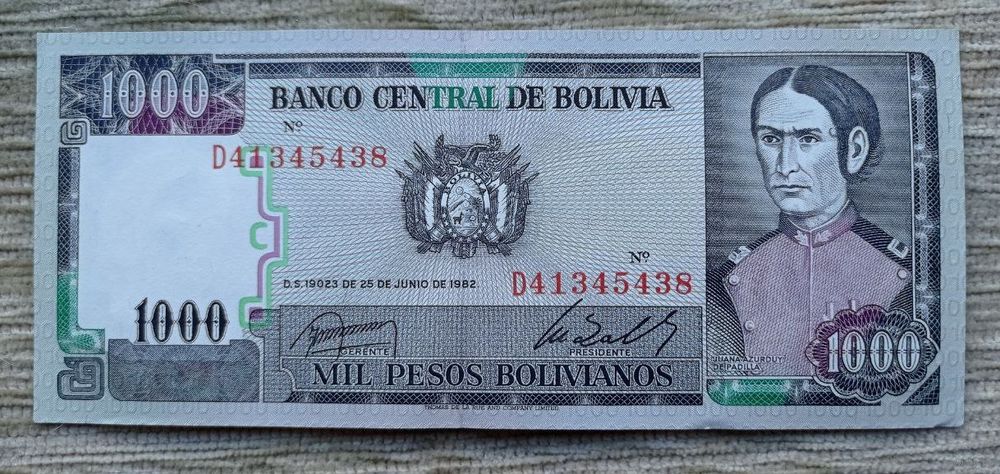 1000
BANCO CENTRAL DE BOLIVIA
Nº
D41345438
BOLIVIA
Nº
D41345438
D.S. 19023 DE 25 DE JUNIO DE 1982.
1000
GERENTE
PRESIDENTE
MIL PESOS BOLIVIANOS
JUANA AZURDUY
DE PADILLA
1000
THOMAS DE LA RUE AND COMPANY LIMITED